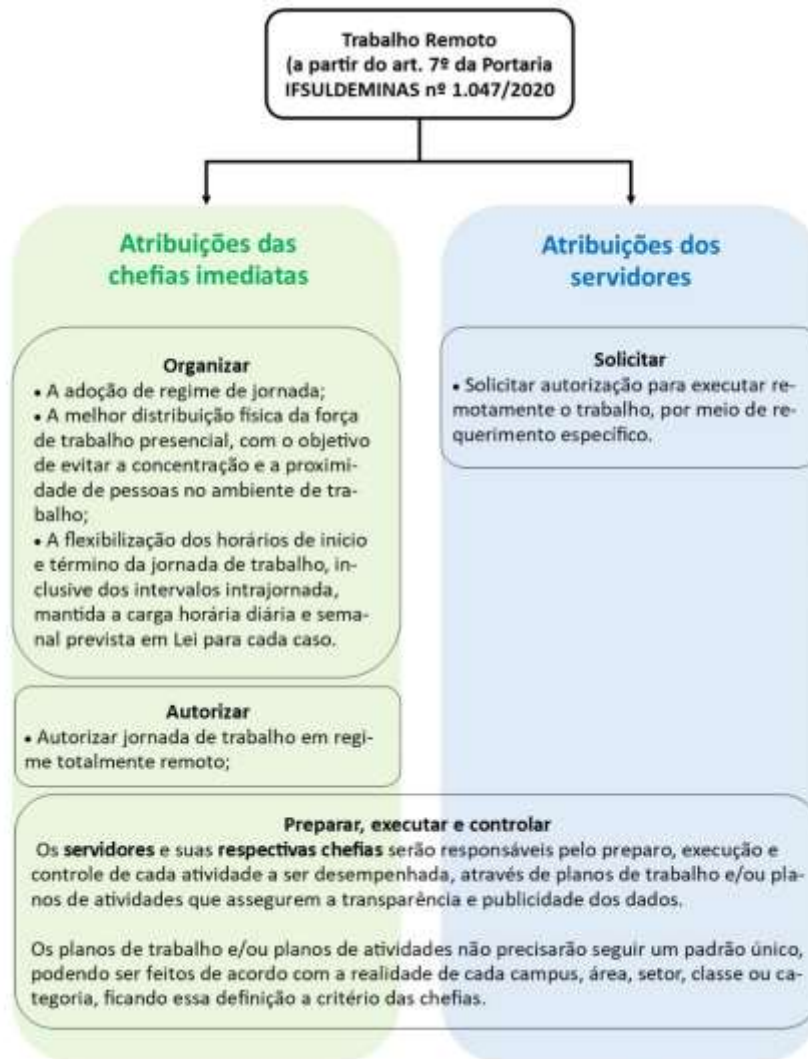 Trabalho Remoto
(a partir do art. 7º da Portaria
IFSULDEMINAS nº 1.047/2020
Atribuições das
chefias imediatas
Organizar
• A adoção de regime de jornada;
• A melhor distribuição física da força
de trabalho presencial, com o objetivo
de evitar a concentração e a proximi-
dade de pessoas no ambiente de tra-
balho;
• A flexibilização dos horários de inicio
e término da jornada de trabalho, in-
clusive dos intervalos intrajornada,
mantida a carga horária diária e sema-
nal prevista em Lei para cada caso.
Autorizar
• Autorizar jornada de trabalho em regi-
me totalmente remoto;
Atribuições dos
servidores
Solicitar
• Solicitar autorização para executar re-
motamente o trabalho, por meio de re-
querimento específico.
Preparar, executar e controlar
Os servidores e suas respectivas chefias serão responsáveis pelo preparo, execução e
controle de cada atividade a ser desempenhada, através de planos de trabalho e/ou pla-
nos de atividades que assegurem a transparência e publicidade dos dados.
Os planos de trabalho e/ou planos de atividades não precisarão seguir um padrão único,
podendo ser feitos de acordo com a realidade de cada campus, área, setor, classe ou ca-
tegoria, ficando essa definição a critério das chefias.